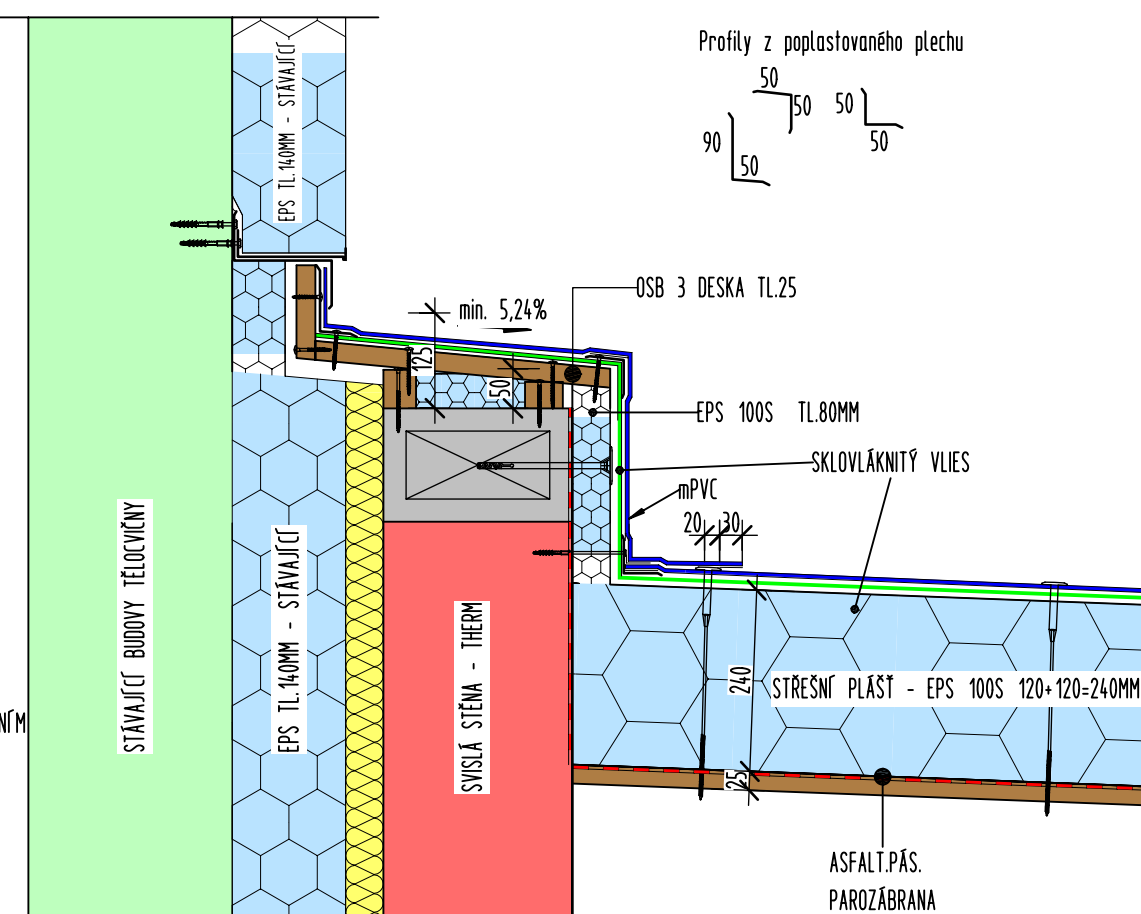 Profily z poplastovaného plechu
50
50
50
50
90
50
EPS TL.140MM - STÁVAJÍCÍ
OSB 3 DESKA TL.25
min. 5,24%
125
50
EPS 100S TL.80MM
SKLOVLÁKNITÝ VLIES
mPVC
20
30
STÁVAJÍCÍ BUDOVY TĚLOCVIČNY
EPS TL.140MM - STÁVAJÍCÍ
SVISLÁ STĚNA - THERM
240
STŘEŠNÍ PLÁŠŤ - EPS 100S 120+120=240MM
NÍM
25
ASFALT.PÁS.
PAROZÁBRANA